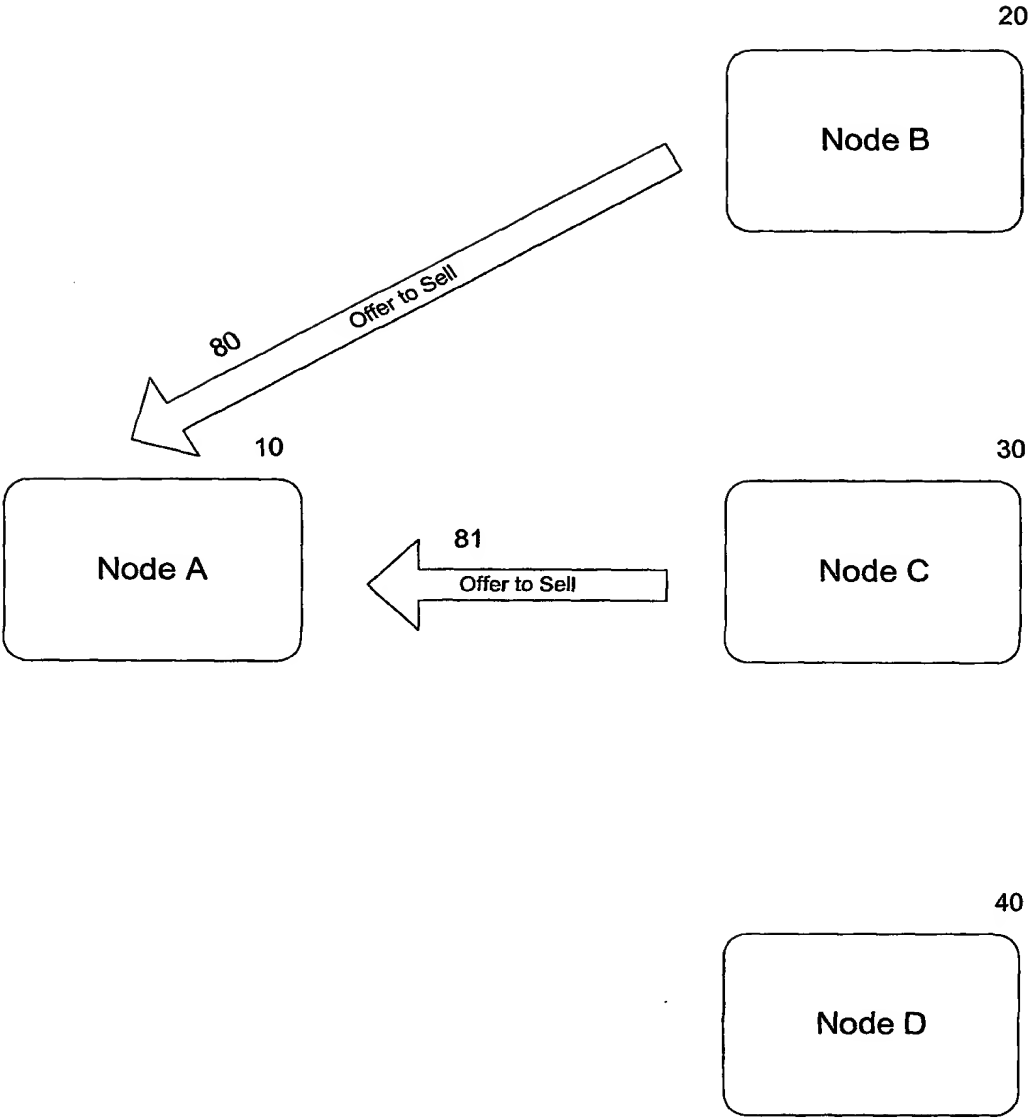 20
Node B
Offer to Sell
80
10
30
Node A
81
Offer to Sell
Node C
40
Node D